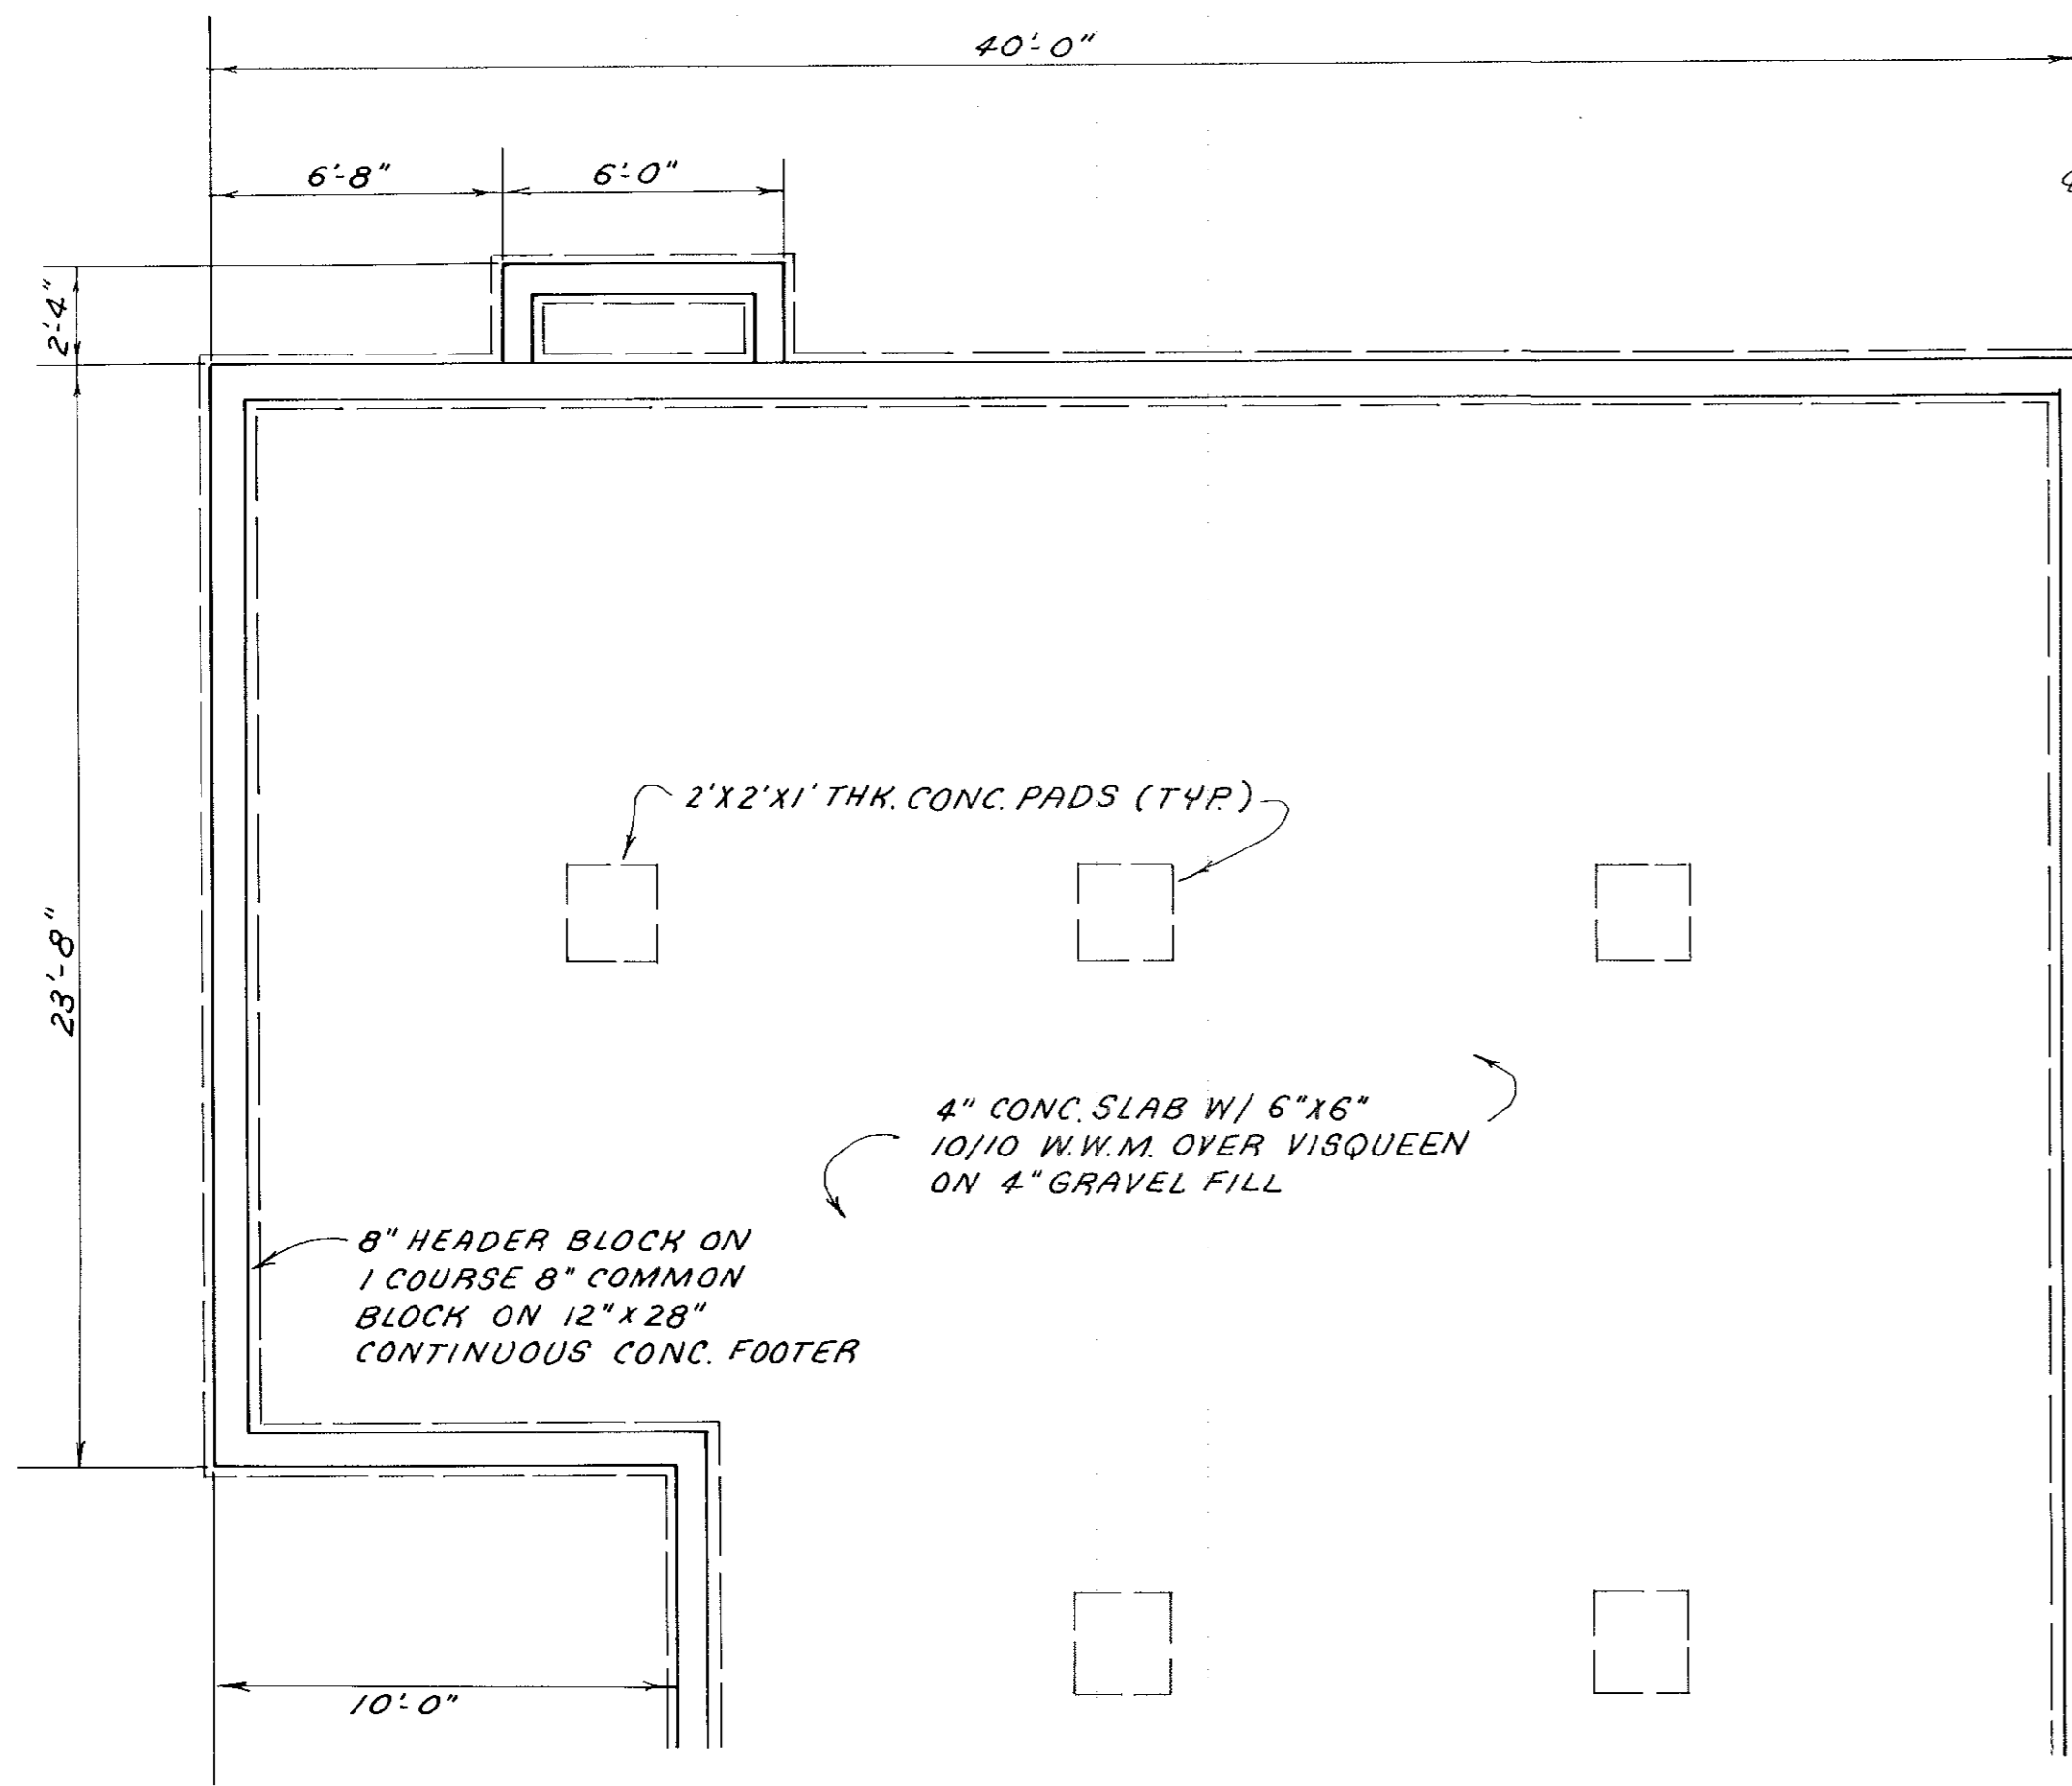 40'-0"
6'-8"
6'-0"
4
2'-4"
2'X2'X1' THK. CONC. PADS (TYP.)
23'-8"
4" CONC. SLAB W/ 6"X6"
10/10 W.W.M. OVER VISQUEEN
ON 4" GRAVEL FILL
8" HEADER BLOCK ON
1 COURSE 8" COMMON
BLOCK ON 12"X28"
CONTINUOUS CONC. FOOTER
10'-0"